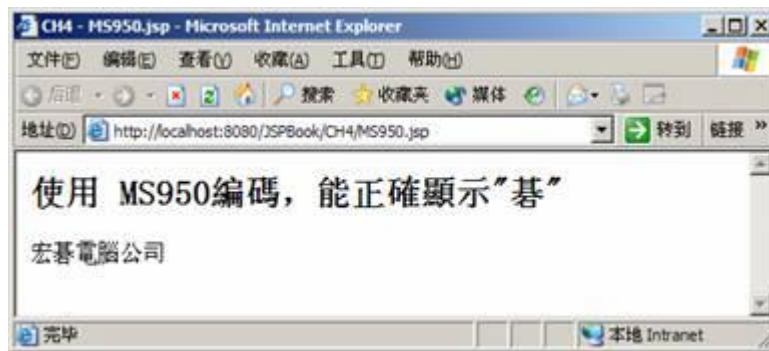 CH4 - MS950.jsp - Microsoft Internet Explorer
文件(F) 编辑(E) 查看(V) 收藏(A) 工具(T) 帮助(H)
后退 搜索 收藏夹 媒体
地址(D) http://localhost:8080/JSPBook/CH4/MS950.jsp 转到 链接 »
使用 MS950編碼，能正確顯示"碁"
宏碁電腦公司
完毕 本地 Intranet